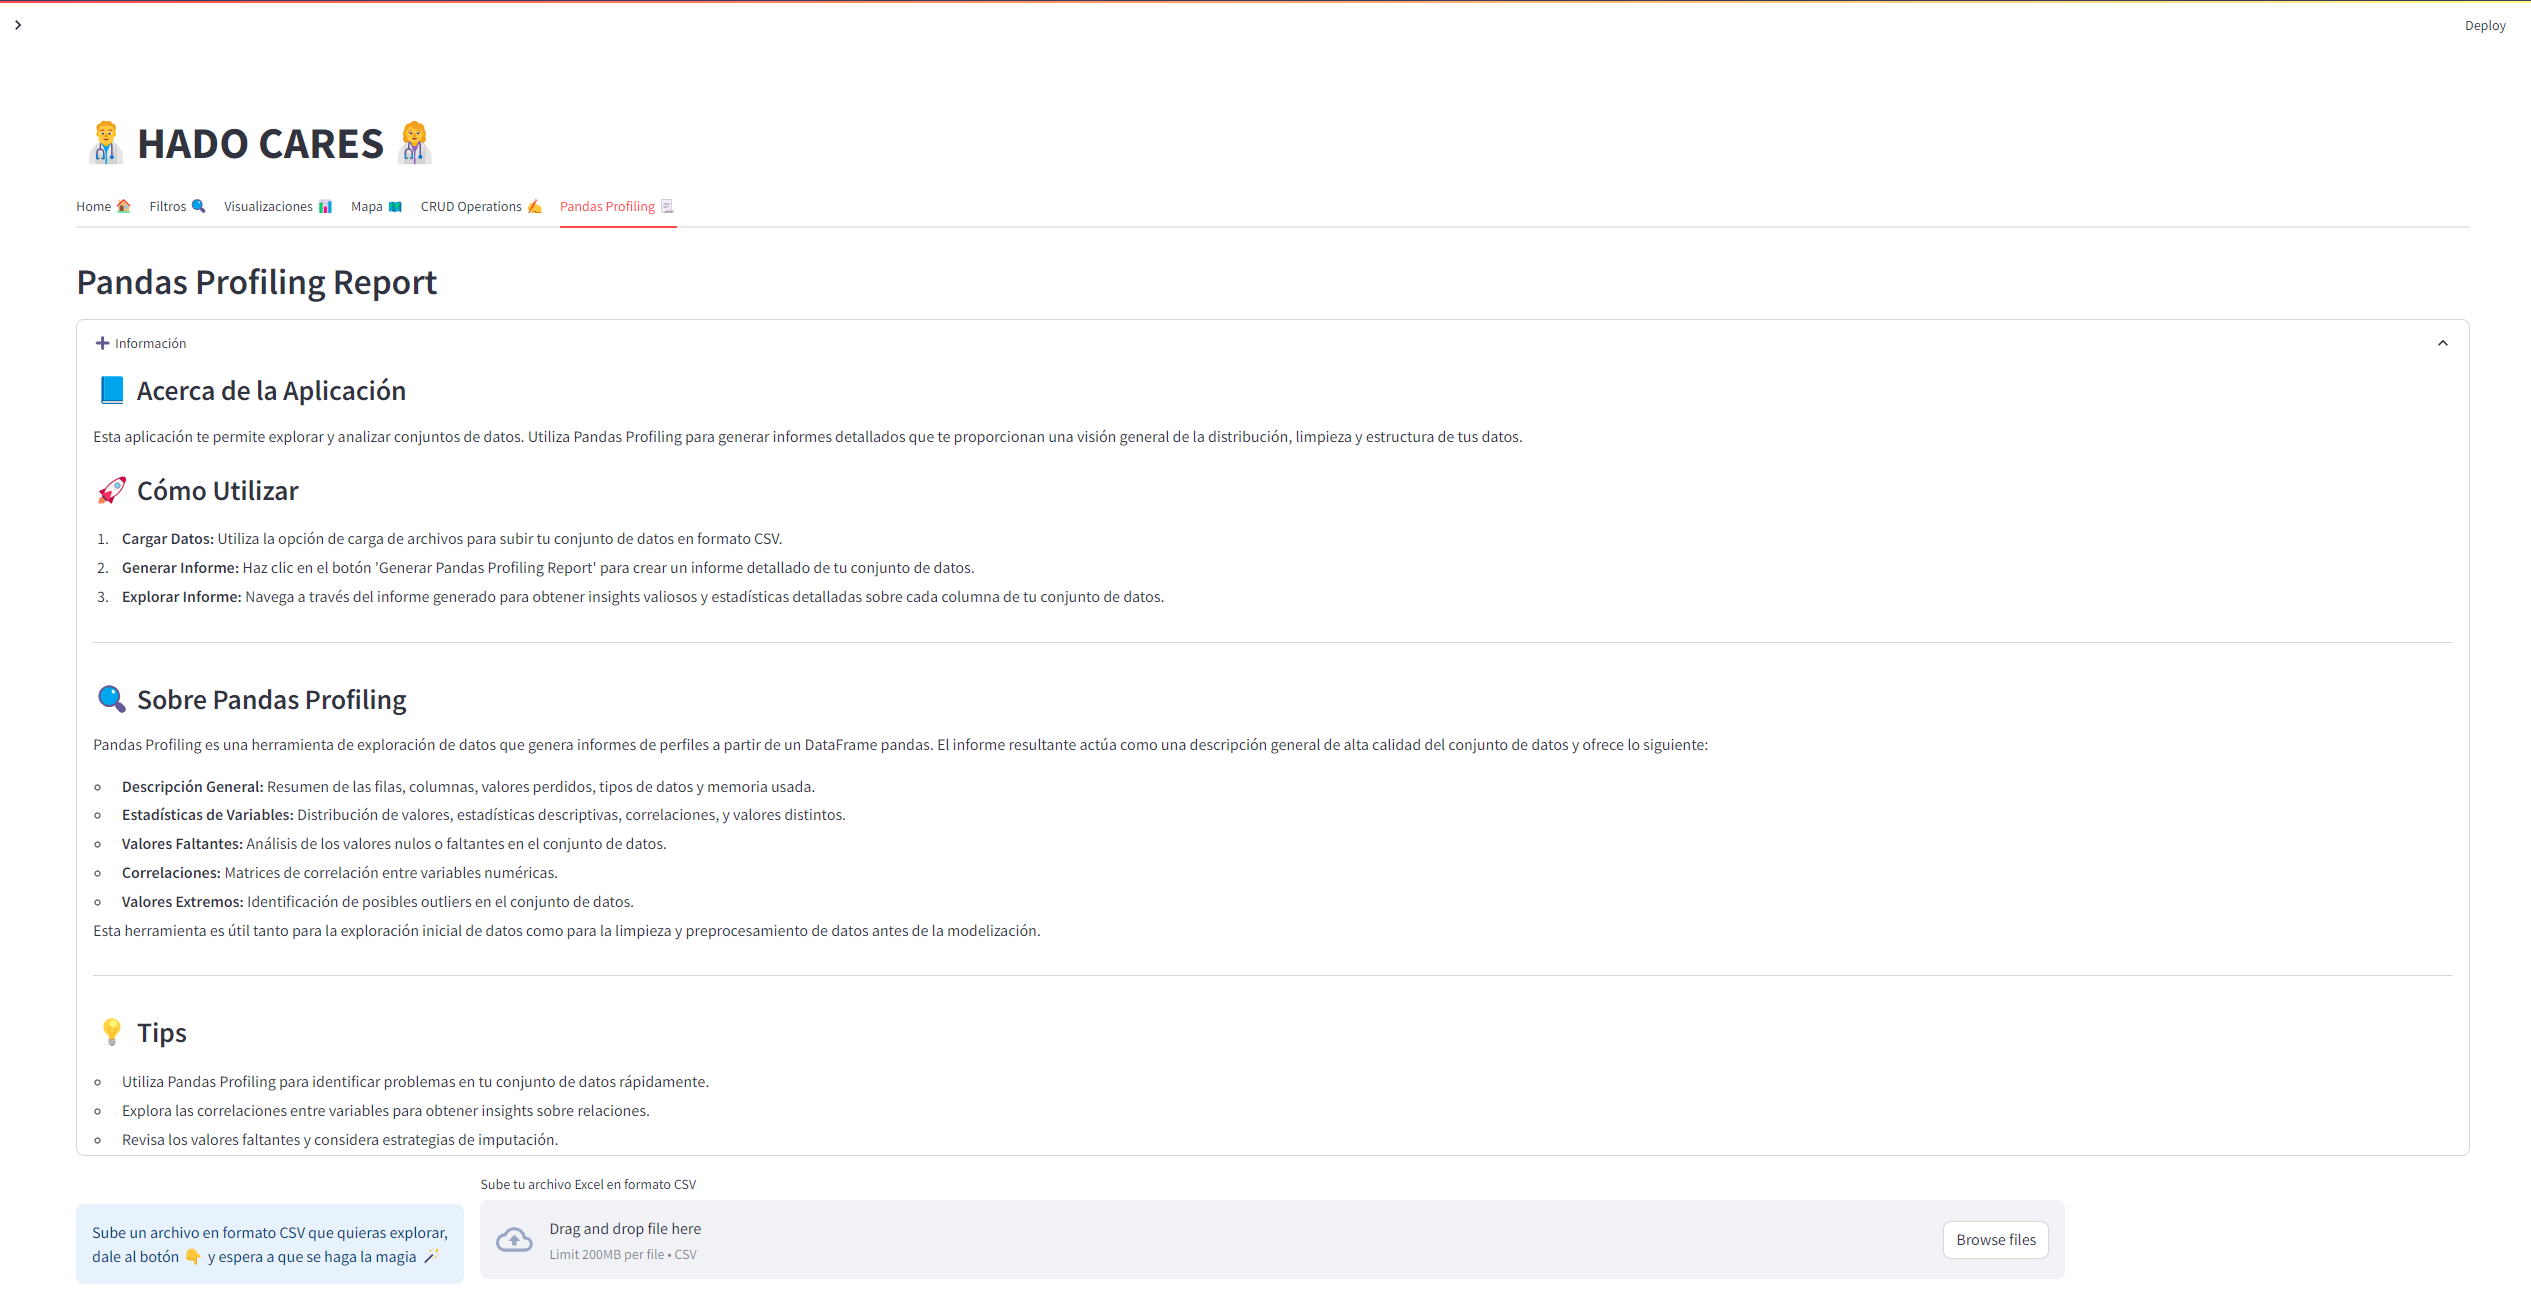 Deploy
HADO CARES
Home Filtros Visualizaciones Mapa CRUD Operations Pandas Profiling
Pandas Profiling Report
Información
Acerca de la Aplicación
Esta aplicación te permite explorar y analizar conjuntos de datos. Utiliza Pandas Profiling para generar informes detallados que te proporcionan una visión general de la distribución, limpieza y estructura de tus datos.
Cómo Utilizar
1. Cargar Datos: Utiliza la opción de carga de archivos para subir tu conjunto de datos en formato CSV.
2. Generar Informe: Haz clic en el botón 'Generar Pandas Profiling Report' para crear un informe detallado de tu conjunto de datos.
3. Explorar Informe: Navega a través del informe generado para obtener insights valiosos y estadísticas detalladas sobre cada columna de tu conjunto de datos.
Sobre Pandas Profiling
Pandas Profiling es una herramienta de exploración de datos que genera informes de perfiles a partir de un DataFrame pandas. El informe resultante actúa como una descripción general de alta calidad del conjunto de datos y ofrece lo siguiente:
Descripción General: Resumen de las filas, columnas, valores perdidos, tipos de datos y memoria usada.
Estadísticas de Variables: Distribución de valores, estadísticas descriptivas, correlaciones, y valores distintos.
Valores Faltantes: Análisis de los valores nulos o faltantes en el conjunto de datos.
Correlaciones: Matrices de correlación entre variables numéricas.
Valores Extremos: Identificación de posibles outliers en el conjunto de datos.
Esta herramienta es útil tanto para la exploración inicial de datos como para la limpieza y preprocesamiento de datos antes de la modelización.
Tips
Utiliza Pandas Profiling para identificar problemas en tu conjunto de datos rápidamente.
Explora las correlaciones entre variables para obtener insights sobre relaciones.
Revisa los valores faltantes y considera estrategias de imputación.
Sube un archivo en formato CSV que quieras explorar,
dale al botón 👇 y espera a que se haga la magia 🪄
Sube tu archivo Excel en formato CSV
Drag and drop file here
Limit 200MB per file • CSV
Browse files